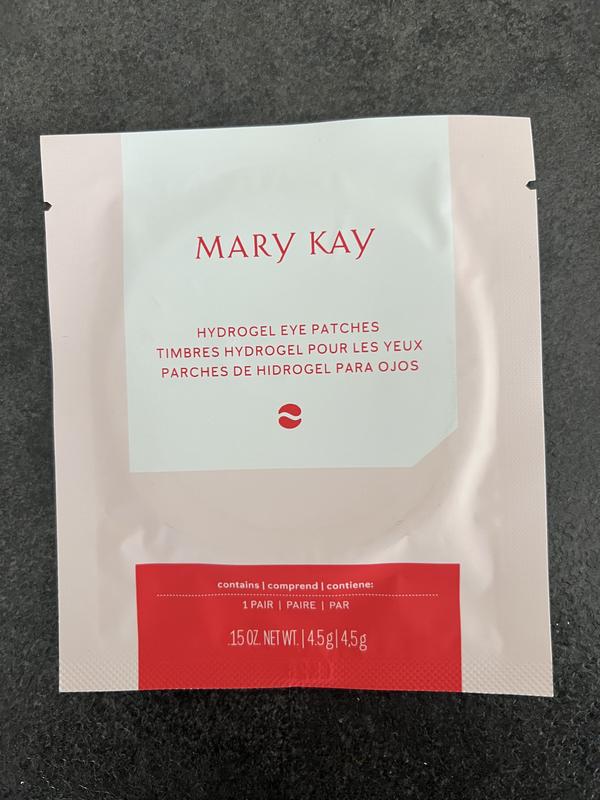 MARY KAY
HYDROGEL EYE PATCHES
TIMBRES HYDROGEL POUR LES YEUX
PARCHES DE HIDROGEL PARA OJOS
contains | comprend | contiene:
1 PAIR | PAIRE | PAR
.15 OZ. NET WT. | 4.5 g | 4,5 g